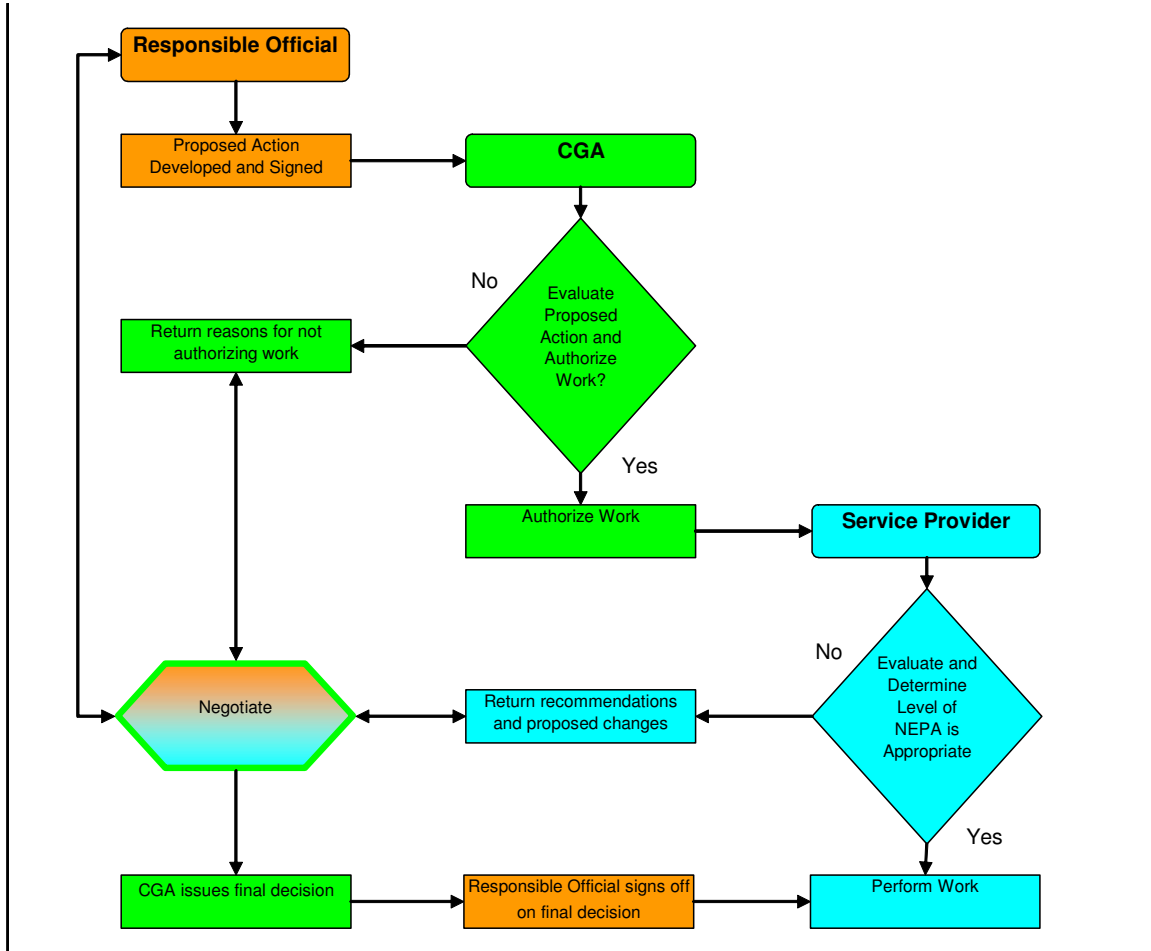 Responsible Official
Proposed Action
Developed and Signed
CGA
No
Evaluate
Proposed
Action and
Authorize
Work?
Return reasons for not
authorizing work
Yes
Authorize Work
Service Provider
No
Evaluate and
Determine
Level of
NEPA is
Appropriate
Return recommendations
and proposed changes
Negotiate
Yes
CGA issues final decision
Responsible Official signs off
on final decision
Perform Work